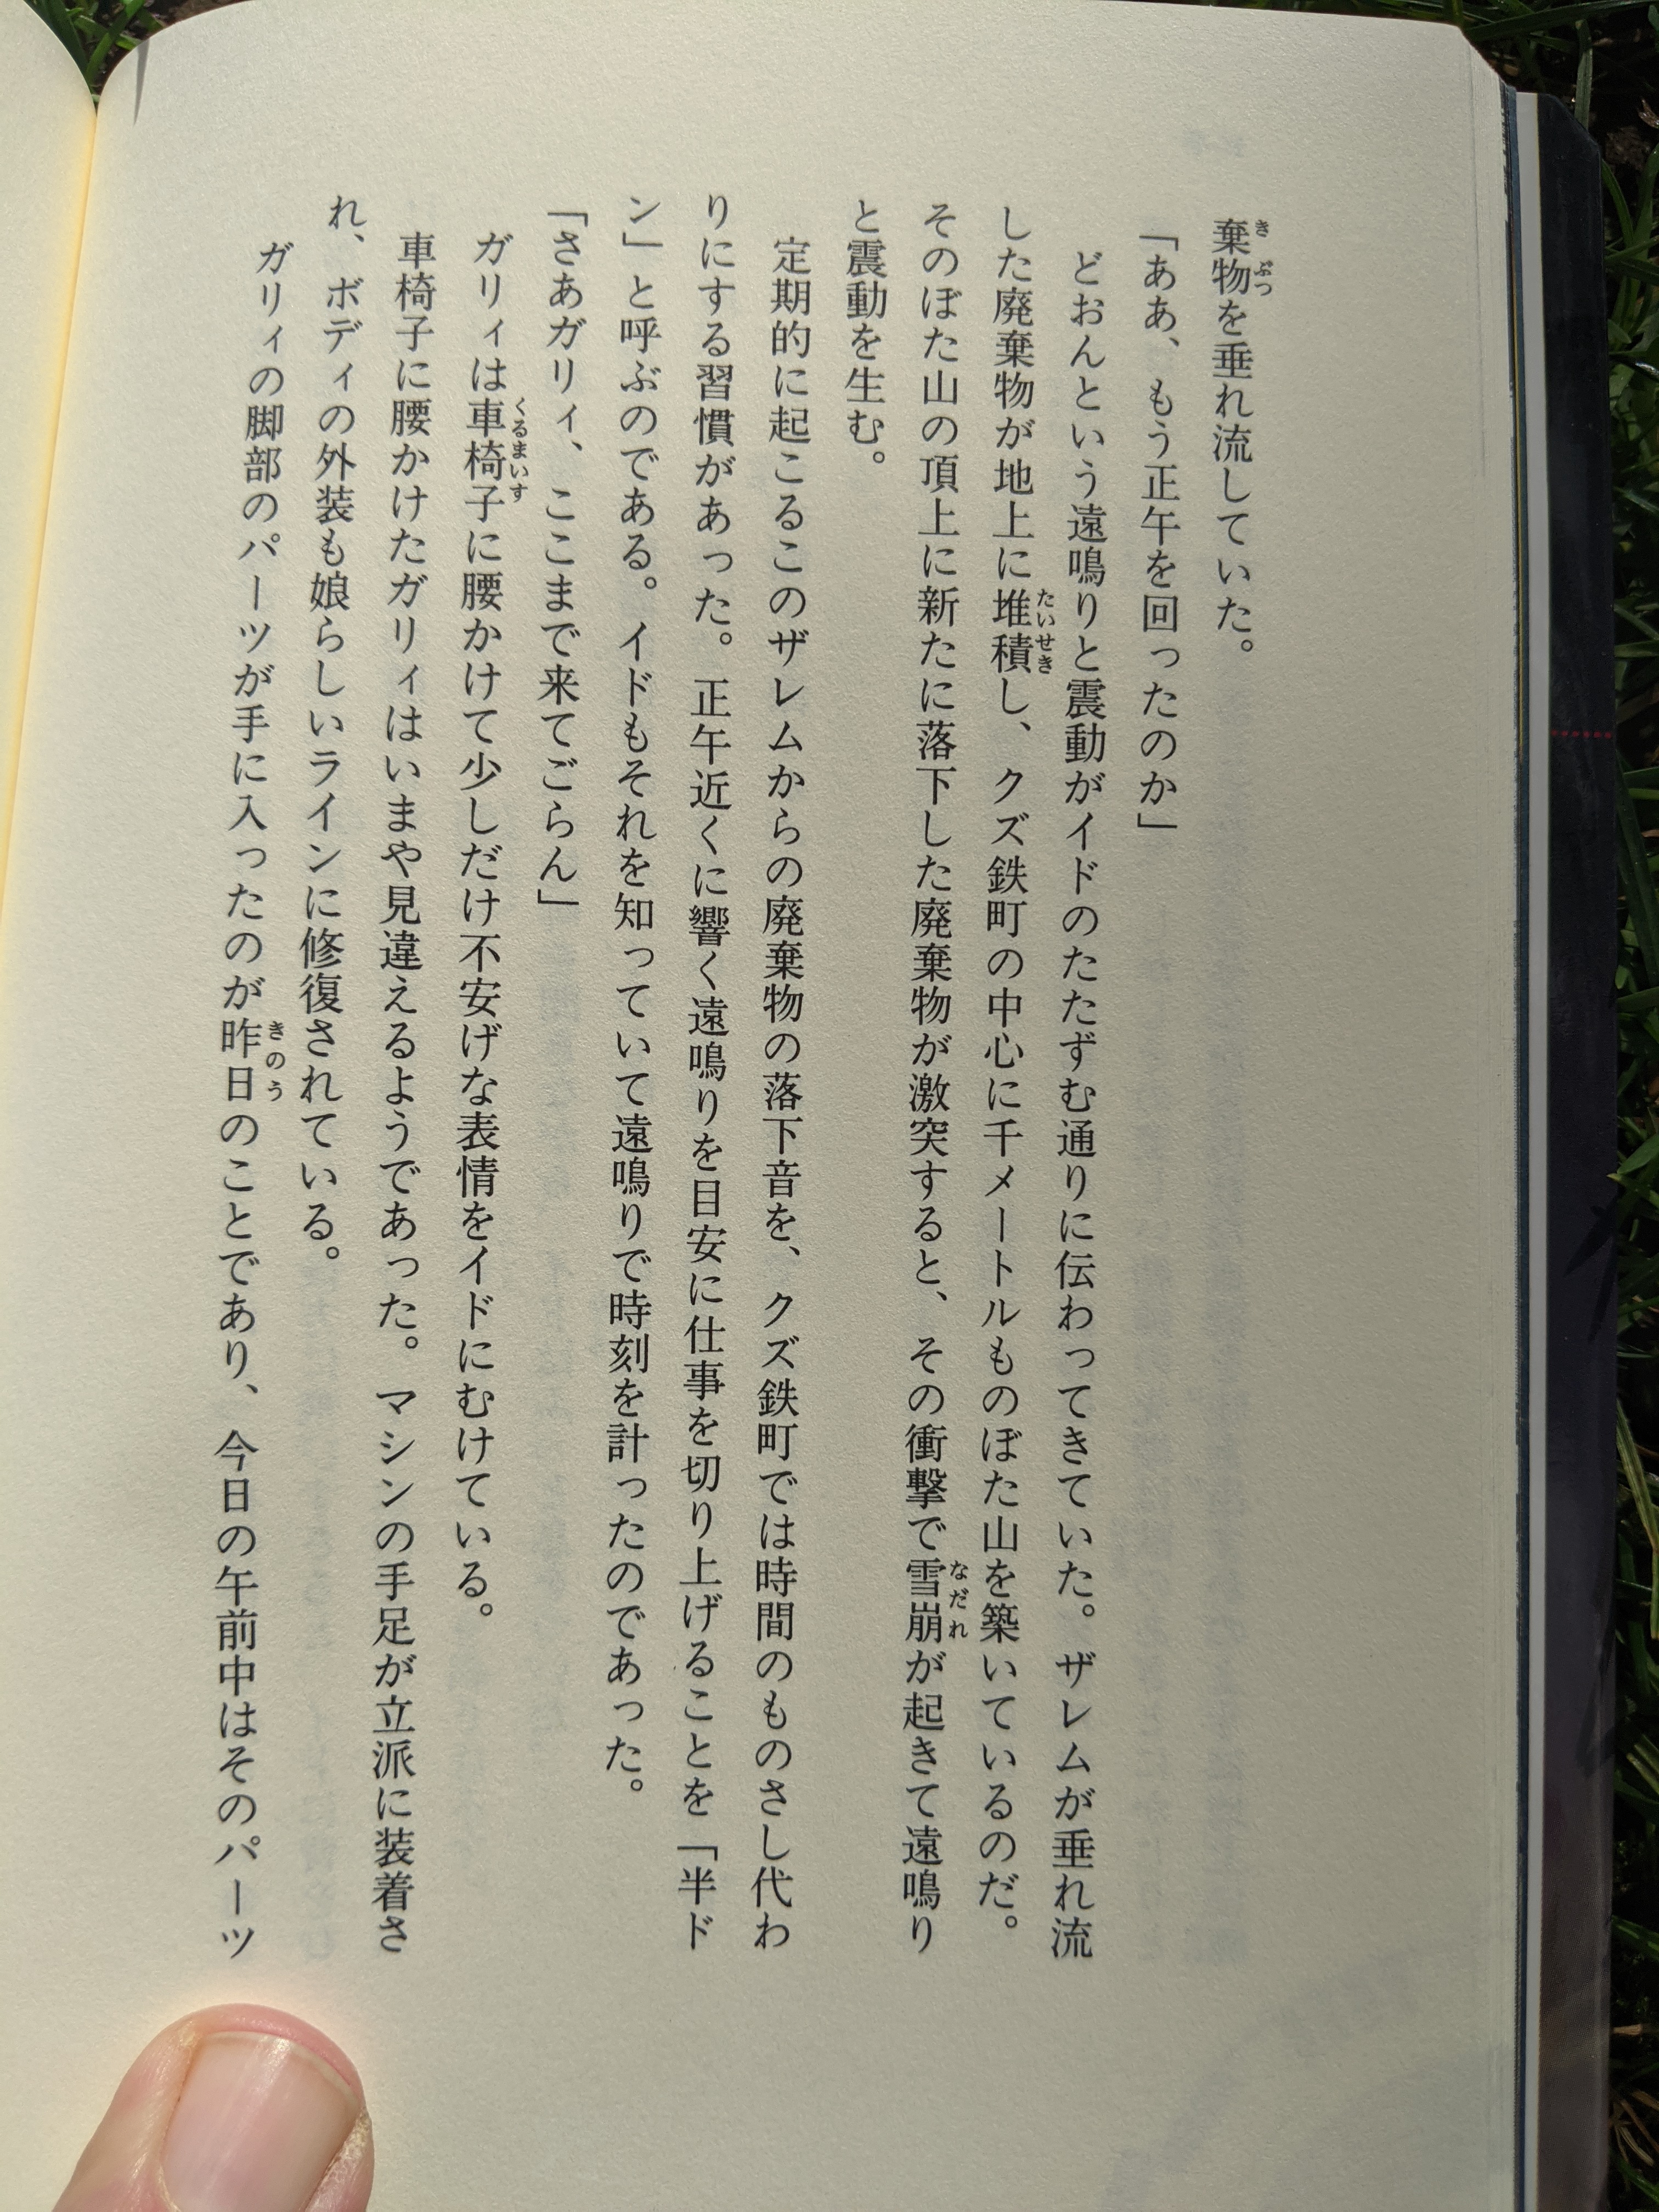 棄物を垂れ流していた。
「ああ、もう正午を回ったのか」
どおんという遠鳴りと震動がイドのたたずむ通りに伝わってきていた。ザレムが垂れ流
した廃棄物が地上に堆積し、クズ鉄町の中心に千メートルものぼた山を築いているのだ。
そのぼた山の頂上に新たに落下した廃棄物が激突すると、その衝撃で雪崩が起きて遠鳴り
と震動を生む。
定期的に起こるこのザレムからの廃棄物の落下音を、クズ鉄町では時間のものさし代わ
りにする習慣があった。正午近くに響く遠鳴りを目安に仕事を切り上げることを「半ド
ン」と呼ぶのである。イドもそれを知っていて遠鳴りで時刻を計ったのであった。
「さあガリィ、ここまで来てごらん」
ガリィは車椅子に腰かけて少しだけ不安げな表情をイドにむけている。
車椅子に腰かけたガリィはいまや見違えるようであった。マシンの手足が立派に装着さ
れ、ボディの外装も娘らしいラインに修復されている。
ガリィの脚部のパーツが手に入ったのが昨日のことであり、今日の午前中はそのパーツ